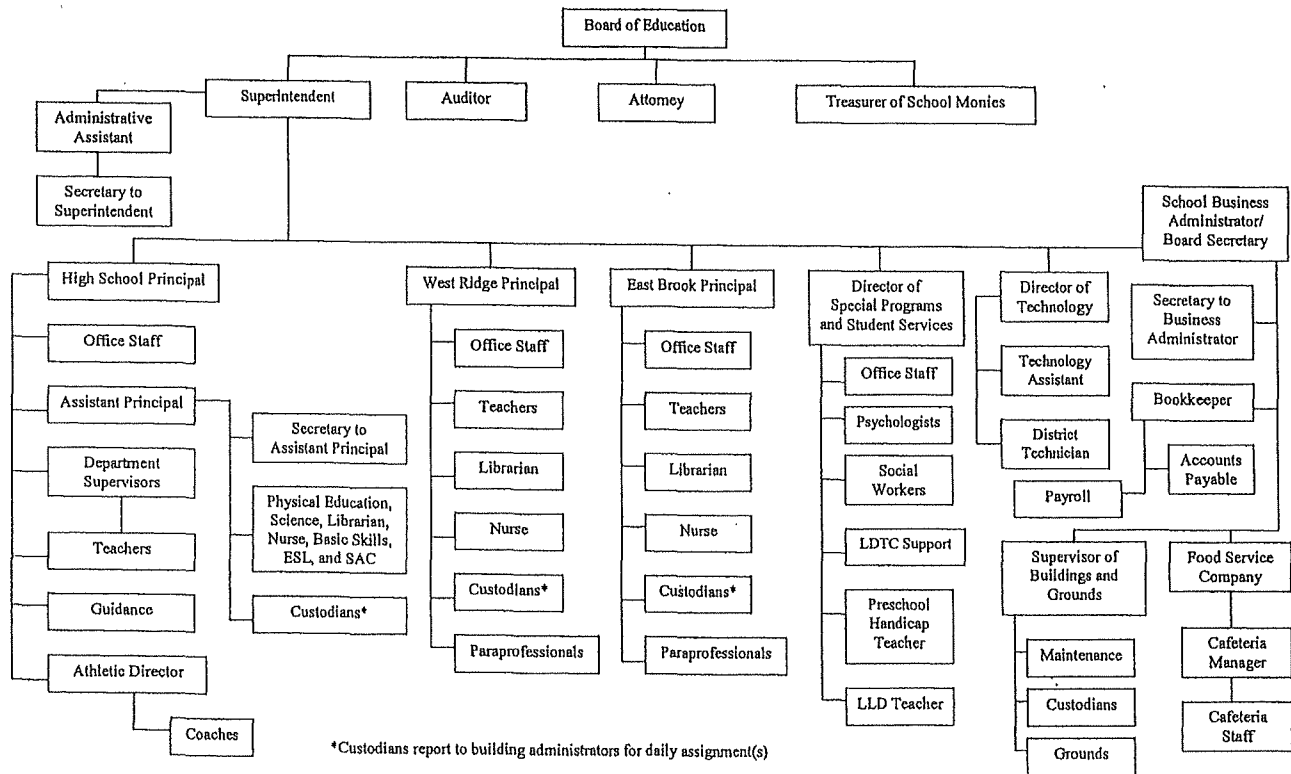 Board of Education
Superintendent
Auditor
Attorney
Treasurer of School Monies
Administrative
Assistant
Secretary to
Superintendent
School Business
Administrator/
Board Secretary
High School Principal
Office Staff
Assistant Principal
Department
Supervisors
Teachers
Guidance
Athletic Director
Coaches
Secretary to
Assistant Principal
Physical Education,
Science, Librarian,
Nurse, Basic Skills,
ESL, and SAC
Custodians*
West Ridge Principal
Office Staff
Teachers
Librarian
Nurse
Custodians*
Paraprofessionals
East Brook Principal
Office Staff
Teachers
Librarian
Nurse
Custodians*
Paraprofessionals
Director of
Special Programs
and Student Services
Office Staff
Psychologists
Social
Workers
LDTC Support
Preschool
Handicap
Teacher
LLD Teacher
Director of
Technology
Technology
Assistant
District
Technician
Secretary to
Business
Administrator
Bookkeeper
Accounts
Payable
Payroll
Supervisor of
Buildings and
Grounds
Maintenance
Custodians
Grounds
Food Service
Company
Cafeteria
Manager
Cafeteria
Staff
*Custodians report to building administrators for daily assignment(s)